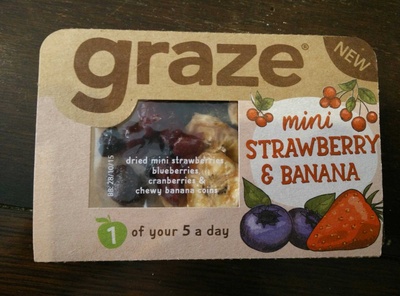 graze®
NEW
mini
STRAWBERRY
& BANANA
dried mini strawberries
blueberries
cranberries &
chewy banana coins
1 of your 5 a day